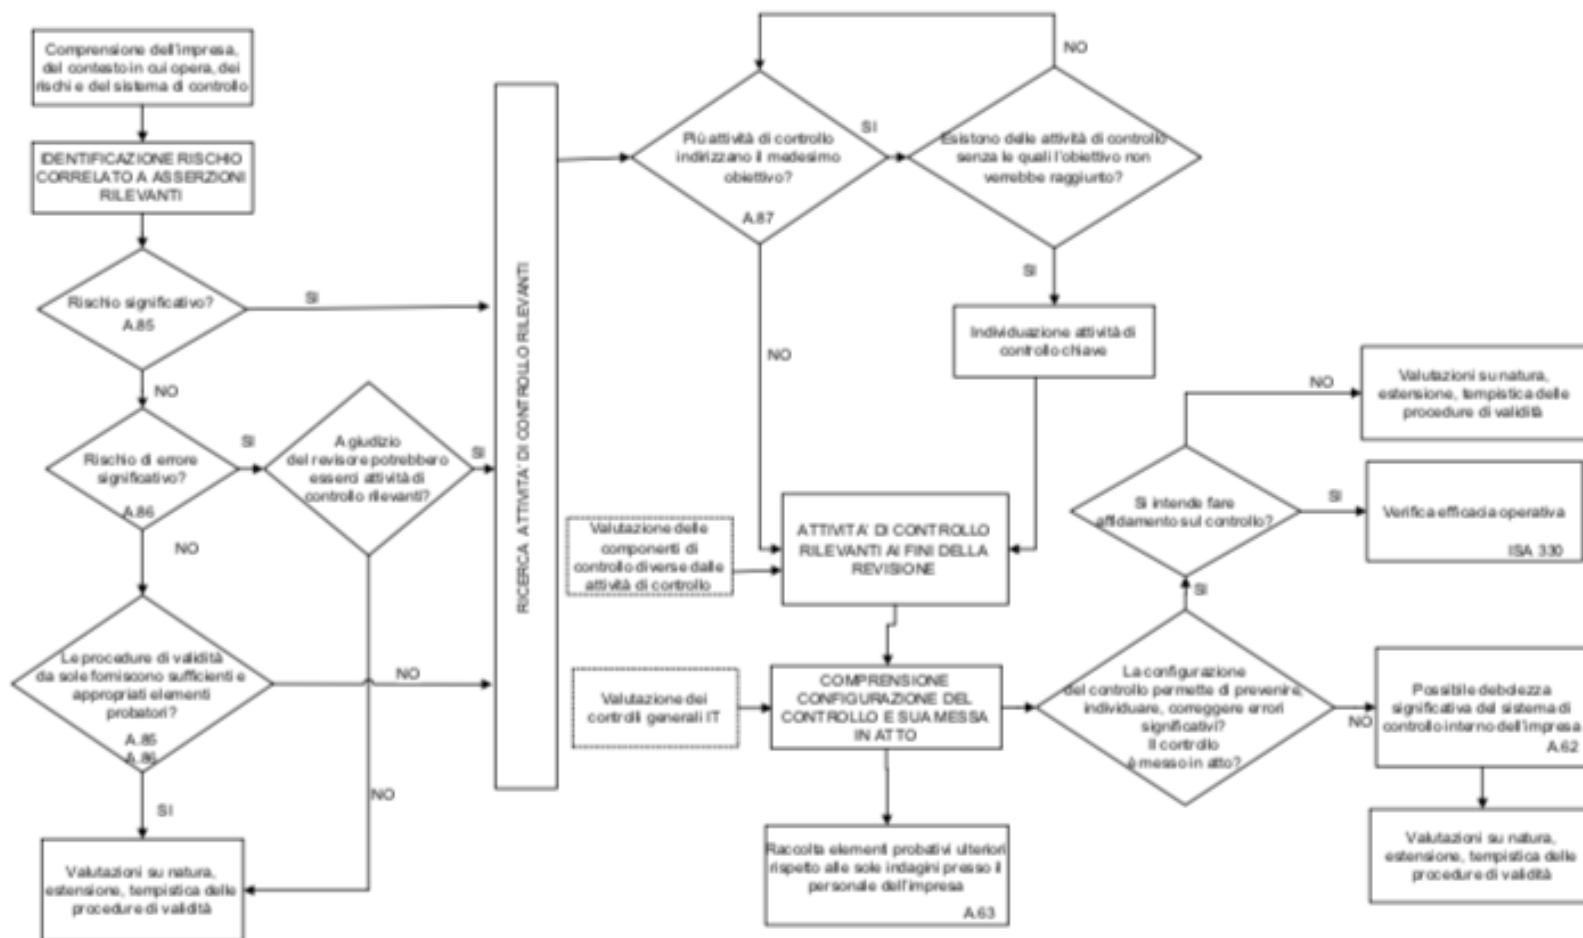 Comprensione dell'impresa,
del contesto in cui opera, dei
rischi e del sistema di controllo
IDENTIFICAZIONE RISCHIO
CORRELATO A ASSERZIONI
RILEVANTI
Rischio significativo?
A.85
SI
NO
Rischio di errore
significativo?
A.86
SI
NO
A giudizio
del revisore potrebbero
esserci attività di
controllo rilevanti?
SI
NO
Le procedure di validità
da sole forniscono sufficienti e
appropriati elementi
probatori?
A.85
A.86
NO
SI
Valutazioni su natura,
estensione, tempistica delle
procedure di validità
RICERCA ATTIVITA' DI CONTROLLO RILEVANTI
Più attività di controllo
indirizzano il medesimo
obiettivo?
A.87
SI
NO
Esistono delle attività di controllo
senza le quali l'obiettivo non
verrebbe raggiunto?
NO
SI
Individuazione attività di
controllo chiave
Valutazione delle
componenti di
controllo diverse dalle
attività di controllo
ATTIVITA' DI CONTROLLO
RILEVANTI AI FINI DELLA
REVISIONE
Valutazione dei
controlli generali IT
COMPRENSIONE
CONFIGURAZIONE DEL
CONTROLLO E SUA MESSA
IN ATTO
Raccolta elementi probativi ulteriori
rispetto alle sole indagini presso il
personale dell'impresa
A.63
La configurazione
del controllo permette di prevenire,
individuare, correggere errori
significativi?
Il controllo
è messo in atto?
SI
NO
Si intende fare
affidamento sul controllo?
NO
SI
Valutazioni su natura,
estensione, tempistica delle
procedure di validità
Verifica efficacia operativa
ISA 330
Possibile debolezza
significativa del sistema di
controllo interno dell'impresa
A.62
Valutazioni su natura,
estensione, tempistica delle
procedure di validità